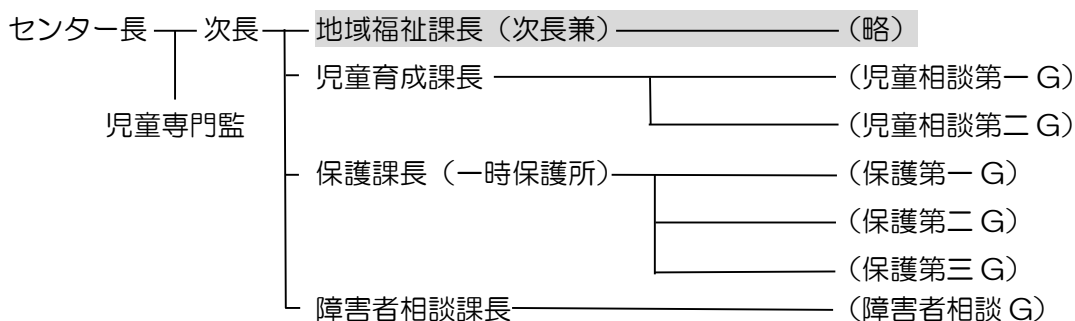 センター長 次長 地域福祉課長（次長兼） （略）
児童育成課長 （児童相談第一G）
児童専門監 （児童相談第二G）
保護課長（一時保護所） （保護第一G）
（保護第二G）
（保護第三G）
障害者相談課長 （障害者相談G）